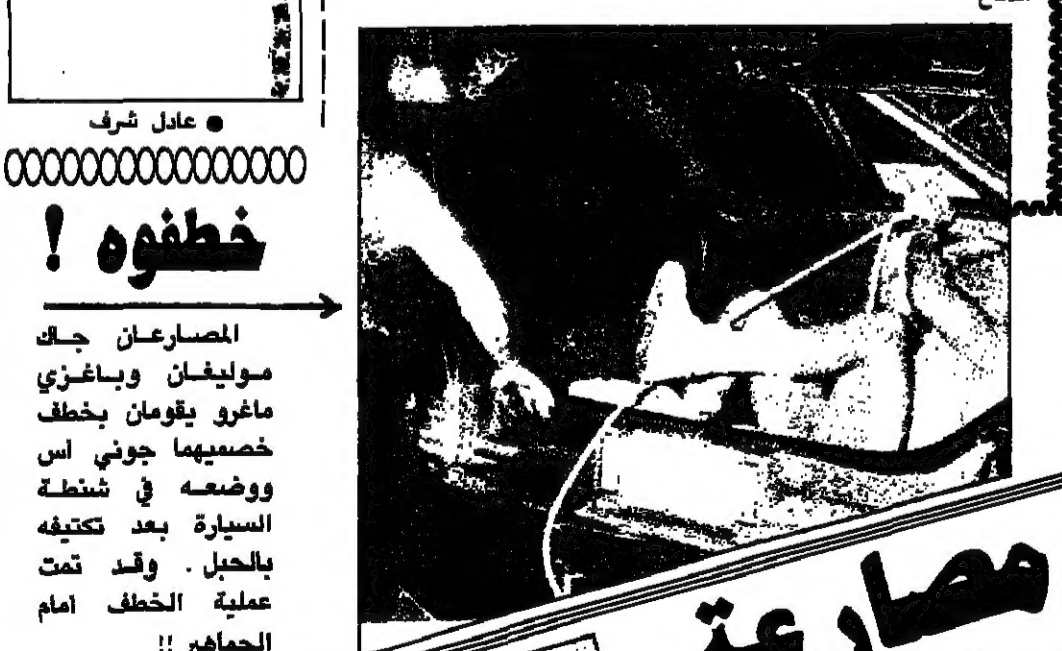 ● عادل شرف
خطفوه !
المصارعان جاك
موليغان وباغزي
ماغرو يقومان بخطف
خصميهما جوني اس
ووضعه في شنطة
السيارة بعد تكتيفه
بالحبل . وقد تمت
عملية الخطف امام
الجماهير !!
مصارعة